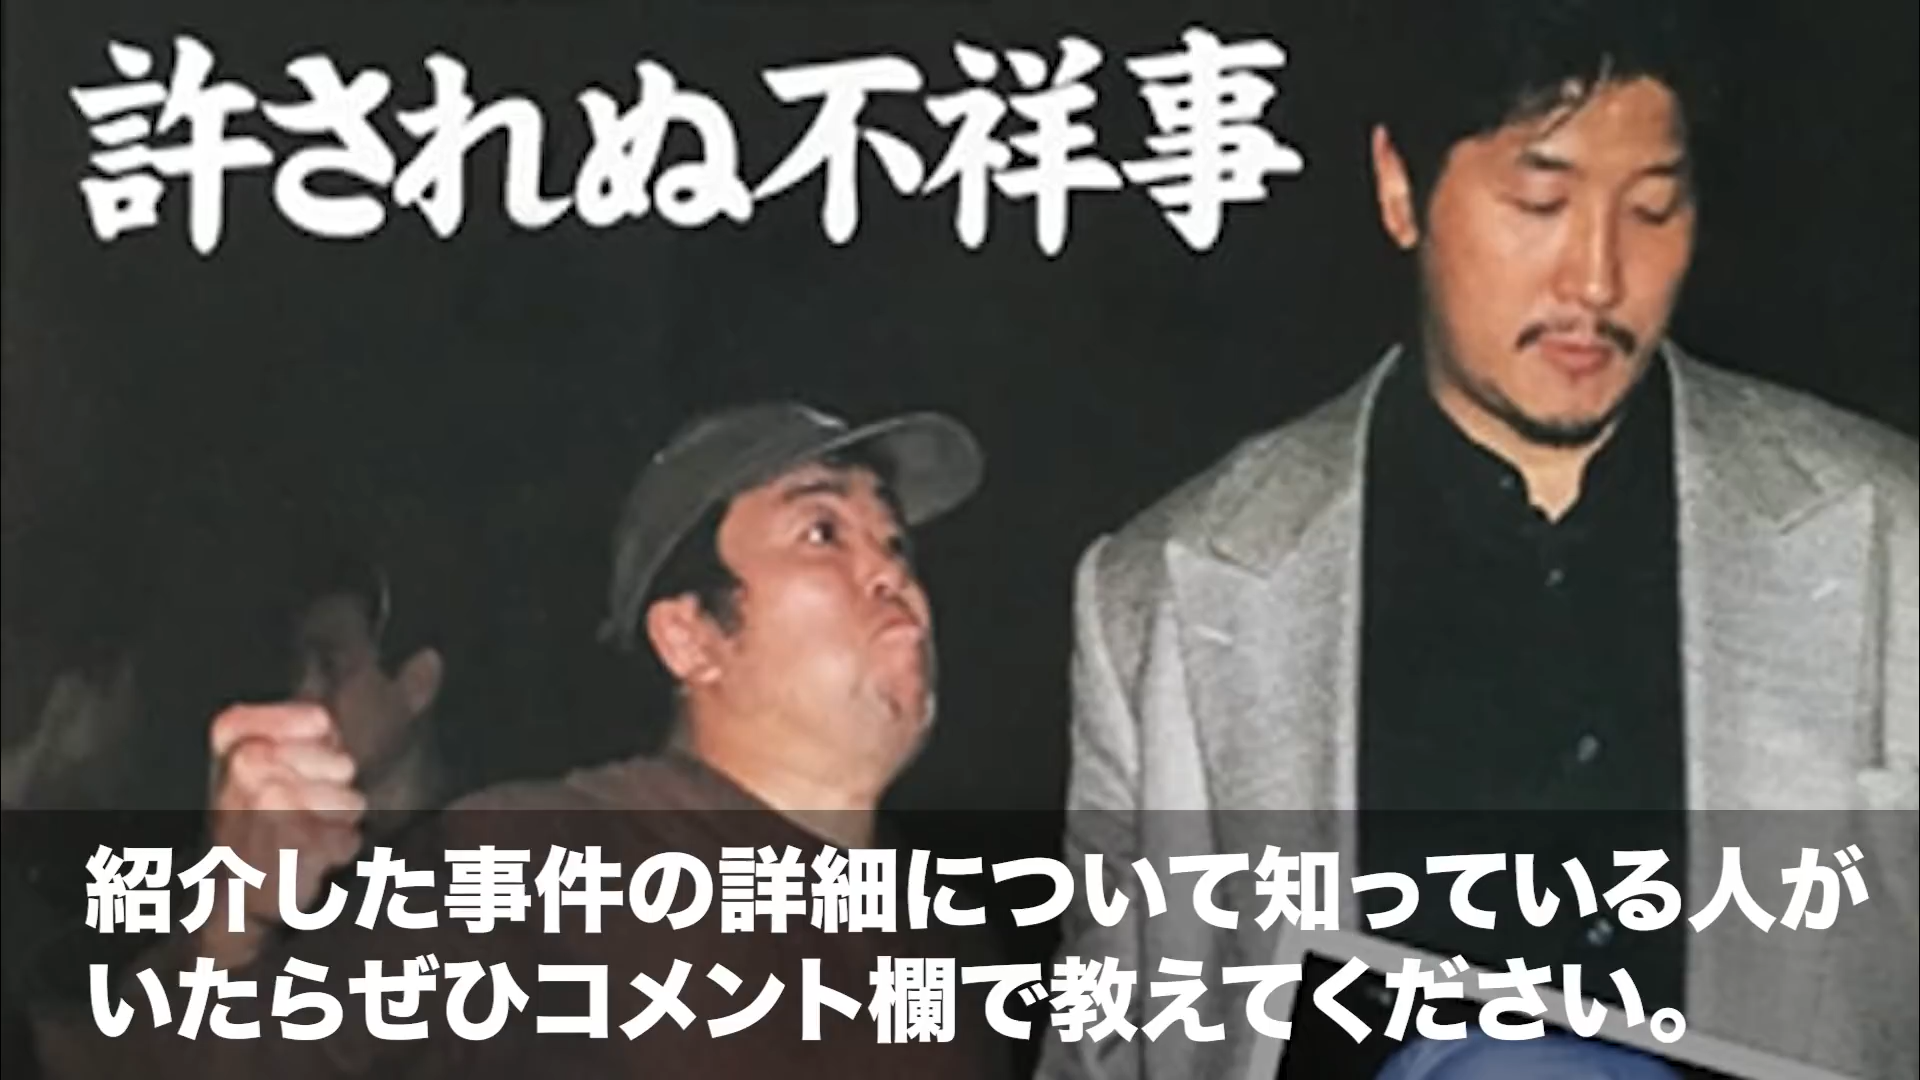 許されぬ不祥事
紹介した事件の詳細について知っている人が
いたらぜひコメント欄で教えてください。